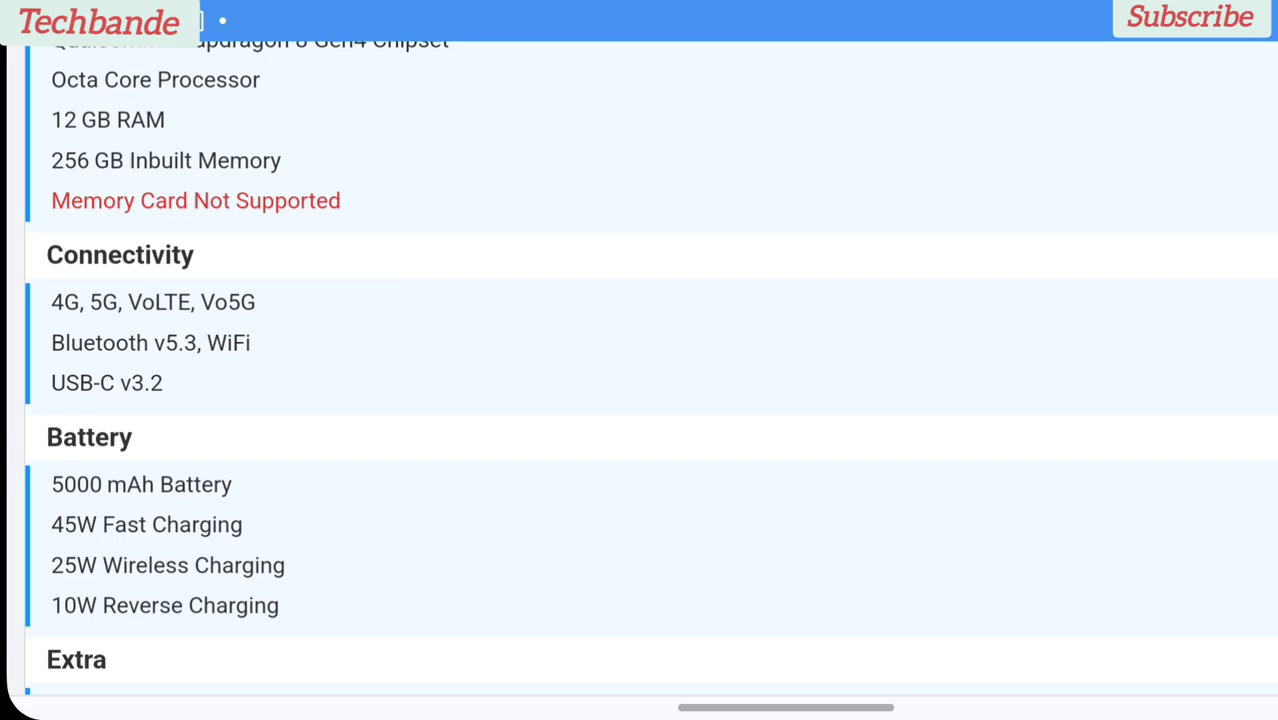 Techbande
Subscribe
Octa Core Processor
12 GB RAM
256 GB Inbuilt Memory
Memory Card Not Supported
Connectivity
4G, 5G, VoLTE, Vo5G
Bluetooth v5.3, WiFi
USB-C v3.2
Battery
5000 mAh Battery
45W Fast Charging
25W Wireless Charging
10W Reverse Charging
Extra